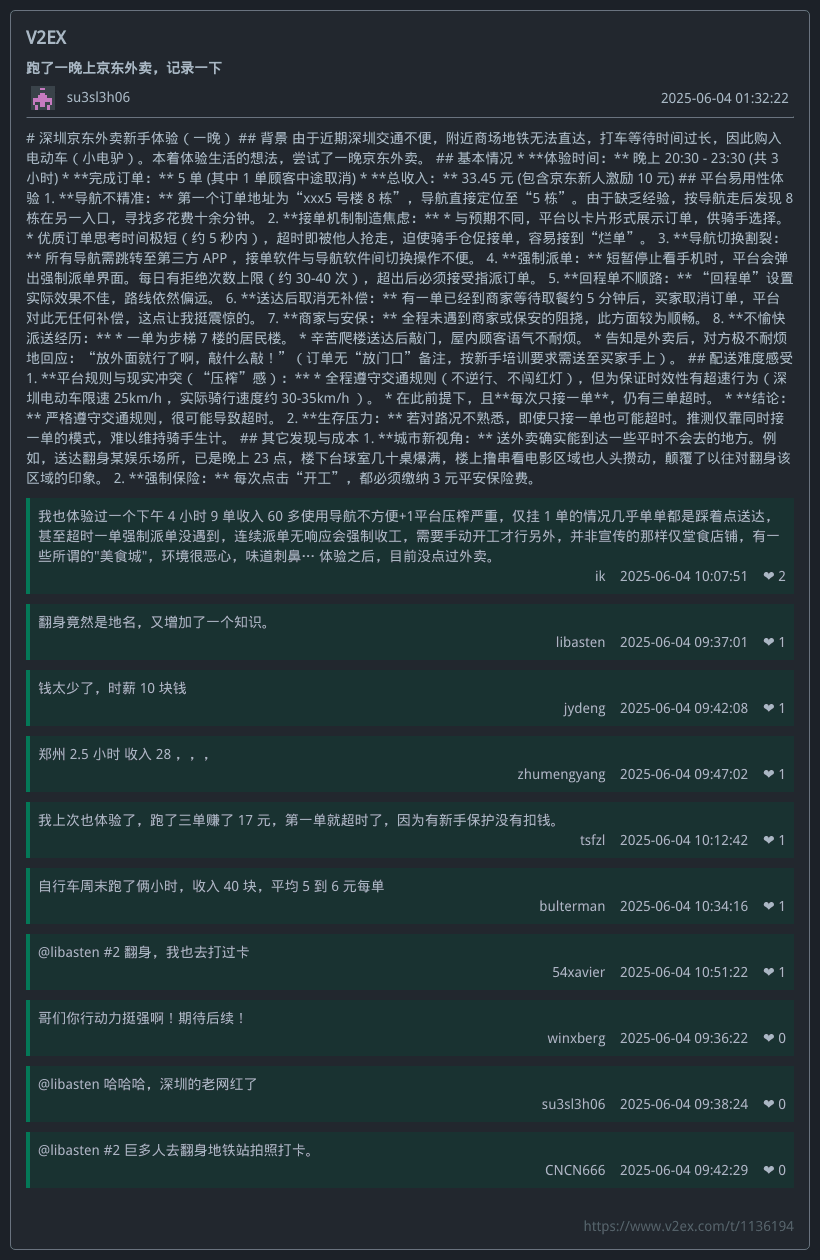 V2EX
跑了一晚上京东外卖，记录一下
su3sl3h06 2025-06-04 01:32:22
# 深圳京东外卖新手体验（一晚）## 背景 由于近期深圳交通不便，附近商场地铁无法直达，打车等待时间过长，因此购入
电动车（小电驴）。本着体验生活的想法，尝试了一晚京东外卖。 ## 基本情况 * **体验时间：** 晚上 20:30 - 23:30 (共 3
小时) * **完成订单：** 5 单 (其中 1 单顾客中途取消) * **总收入：** 33.45 元 (包含京东新人激励 10 元) ## 平台易用性体
验 1. **导航不精准：** 第一个订单地址为“xxx5 号楼 8 栋”，导航直接定位至“5 栋”。由于缺乏经验，按导航走后发现 8
栋在另一入口，寻找多花费十余分钟。 2. **接单机制制造焦虑：** * 与预期不同，平台以卡片形式展示订单，供骑手选择。
* 优质订单思考时间极短（约 5 秒内），超时即被他人抢走，迫使骑手仓促接单，容易接到“烂单”。 3. **导航切换割裂：
** 所有导航需跳转至第三方 APP ，接单软件与导航软件间切换操作不便。 4. **强制派单：** 短暂停止看手机时，平台会弹
出强制派单界面。每日有拒绝次数上限（约 30-40 次），超出后必须接受指派订单。 5. **回程单不顺路：** “回程单”设置
实际效果不佳，路线依然偏远。 6. **送达后取消无补偿：** 有一单已经到商家等待取餐约 5 分钟后，买家取消订单，平台
对此无任何补偿，这点让我挺震惊的。 7. **商家与安保：** 全程未遇到商家或保安的阻挠，此方面较为顺畅。 8. **不愉快
派送经历：** * 一单为步梯 7 楼的居民楼。 * 辛苦爬楼送达后敲门，屋内顾客语气不耐烦。 * 告知是外卖后，对方极不耐烦
地回应：“放外面就行了啊，敲什么敲！”（订单无“放门口”备注，按新手培训要求需送至买家手上）。 ## 配送难度感受
1. **平台规则与现实冲突（“压榨”感）：** * 全程遵守交通规则（不逆行、不闯红灯），但为保证时效性有超速行为（深
圳电动车限速 25km/h ，实际骑行速度约 30-35km/h ）。 * 在此前提下，且**每次只接一单**，仍有三单超时。 * **结论：
** 严格遵守交通规则，很可能导致超时。 2. **生存压力：** 若对路况不熟悉，即使只接一单也可能超时。推测仅靠同时接
一单的模式，难以维持骑手生计。 ## 其它发现与成本 1. **城市新视角：** 送外卖确实能到达一些平时不会去的地方。例
如，送达翻身某娱乐场所，已是晚上 23 点，楼下台球室几十桌爆满，楼上撸串看电影区域也人头攒动，颠覆了以往对翻身该
区域的印象。 2. **强制保险：** 每次点击“开工”，都必须缴纳 3 元平安保险费。
我也体验过一个下午 4 小时 9 单收入 60 多使用导航不方便+1平台压榨严重，仅挂 1 单的情况几乎单单都是踩着点送达，
甚至超时一单强制派单没遇到，连续派单无响应会强制收工，需要手动开工才行另外，并非宣传的那样仅堂食店铺，有一
些所谓的"美食城"，环境很恶心，味道刺鼻… 体验之后，目前没点过外卖。
ik 2025-06-04 10:07:51 ❤ 2
翻身竟然是地名，又增加了一个知识。
libasten 2025-06-04 09:37:01 ❤ 1
钱太少了，时薪 10 块钱
jydeng 2025-06-04 09:42:08 ❤ 1
郑州 2.5 小时 收入 28 ，，，
zhumengyang 2025-06-04 09:47:02 ❤ 1
我上次也体验了，跑了三单赚了 17 元，第一单就超时了，因为有新手保护没有扣钱。
tsfzl 2025-06-04 10:12:42 ❤ 1
自行车周末跑了俩小时，收入 40 块，平均 5 到 6 元每单
bulterman 2025-06-04 10:34:16 ❤ 1
@libasten #2 翻身，我也去打过卡
54xavier 2025-06-04 10:51:22 ❤ 1
哥们你行动力挺强啊！期待后续！
winxberg 2025-06-04 09:36:22 ❤ 0
@libasten 哈哈哈，深圳的老网红了
su3sl3h06 2025-06-04 09:38:24 ❤ 0
@libasten #2 巨多人去翻身地铁站拍照打卡。
CNCN666 2025-06-04 09:42:29 ❤ 0
https://www.v2ex.com/t/1136194